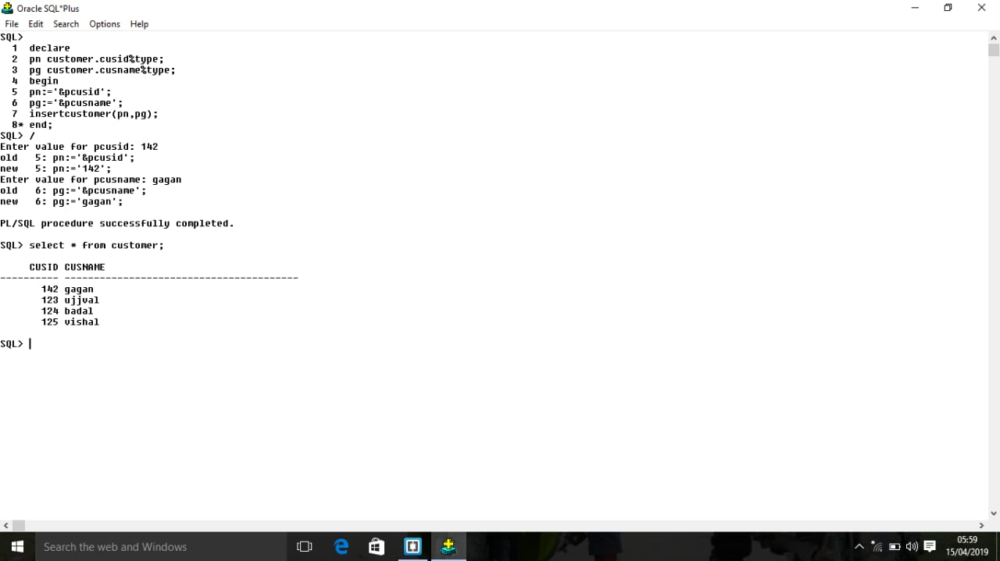 Oracle SQL*Plus
File Edit Search Options Help
SQL>
1 declare
2 pn customer.cusid%type;
3 pg customer.cusname%type;
4 begin
5 pn:='&pcusid';
6 pg:='&pcusname';
7 insertcustomer(pn,pg);
8* end;
SQL> /
Enter value for pcusid: 142
old 5: pn:='&pcusid';
new 5: pn:='142';
Enter value for pcusname: gagan
old 6: pg:='&pcusname';
new 6: pg:='gagan';
PL/SQL procedure successfully completed.
SQL> select * from customer;
CUSID CUSNAME
---------- ----------------------------------------
142 gagan
123 ujjval
124 badal
125 vishal
SQL>
Search the web and Windows
05:59
15/04/2019